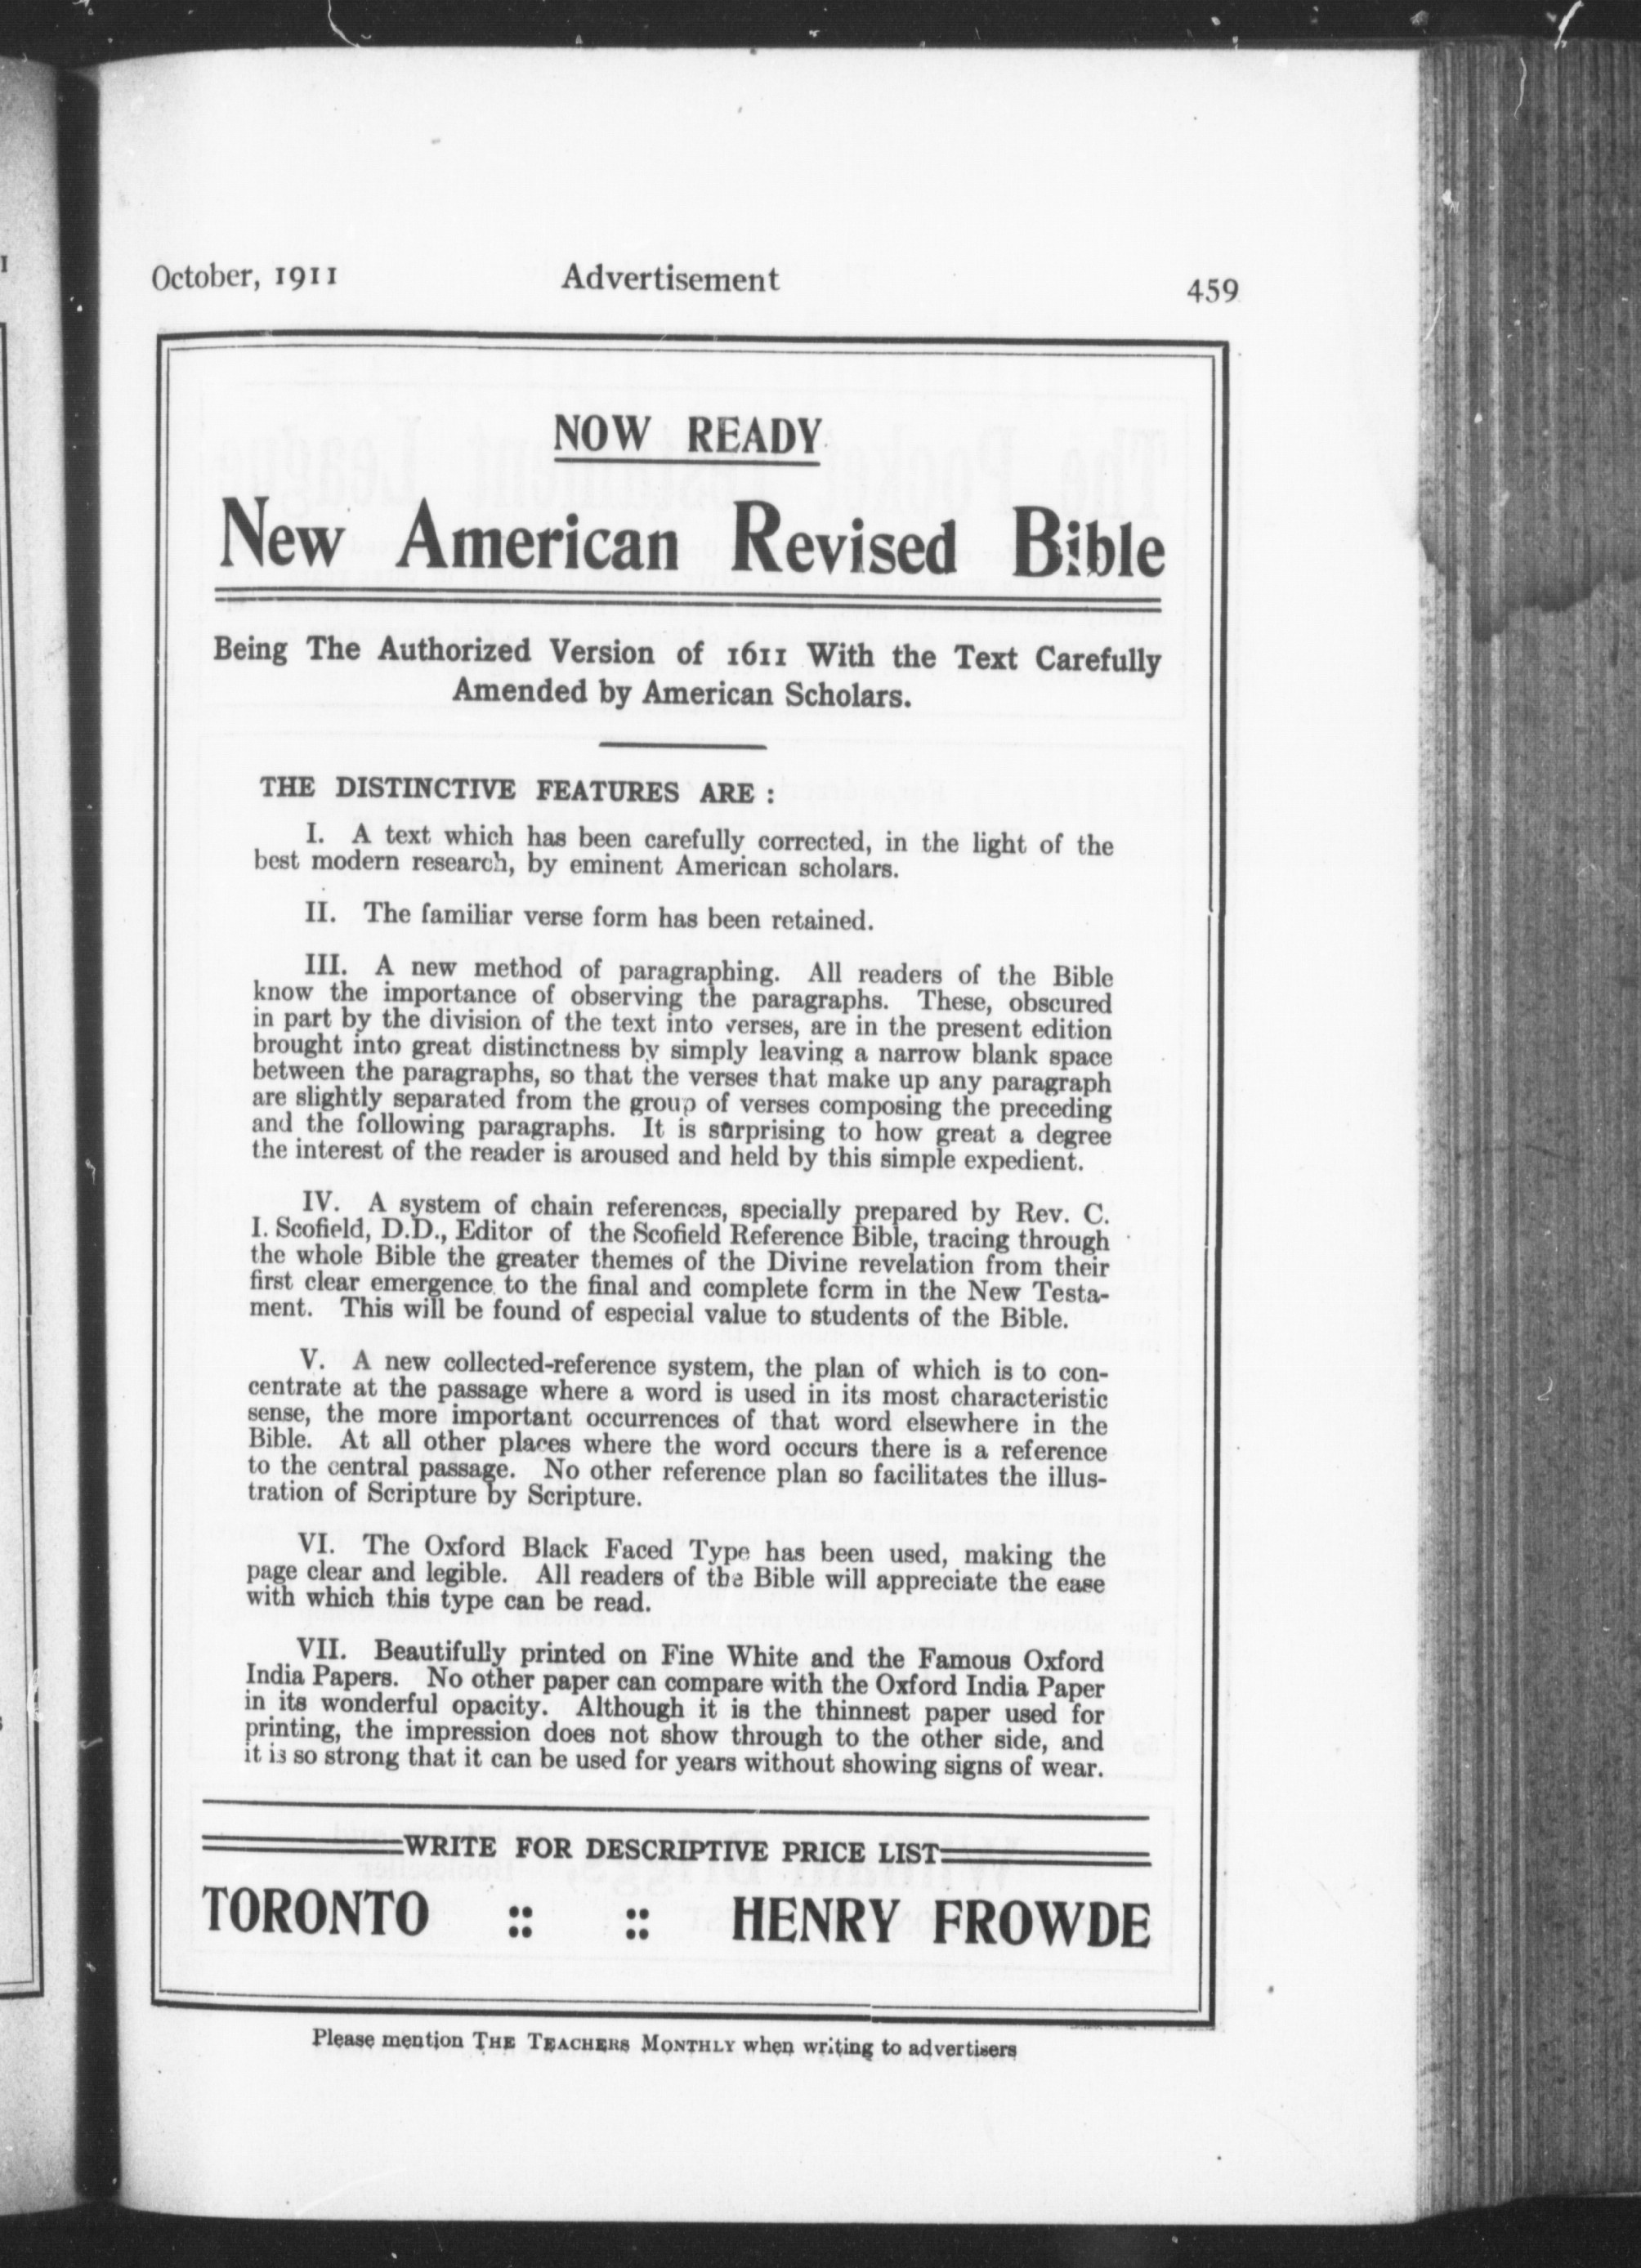 October, 1911 Advertisement 459
NOW READY
New American Revised Bible
Being The Authorized Version of 1611 With the Text Carefully
Amended by American Scholars.
THE DISTINCTIVE FEATURES ARE :
I. A text which has been carefully corrected, in the light of the
best modern research, by eminent American scholars.
II. The familiar verse form has been retained.
III. A new method of paragraphing. All readers of the Bible
know the importance of observing the paragraphs. These, obscured
in part by the division of the text into verses, are in the present edition
brought into great distinctness by simply leaving a narrow blank space
between the paragraphs, so that the verses that make up any paragraph
are slightly separated from the group of verses composing the preceding
and the following paragraphs. It is surprising to how great a degree
the interest of the reader is aroused and held by this simple expedient.
IV. A system of chain references, specially prepared by Rev. C.
I. Scofield, D.D., Editor of the Scofield Reference Bible, tracing through
the whole Bible the greater themes of the Divine revelation from their
first clear emergence to the final and complete form in the New Testa-
ment. This will be found of especial value to students of the Bible.
V. A new collected-reference system, the plan of which is to con-
centrate at the passage where a word is used in its most characteristic
sense, the more important occurrences of that word elsewhere in the
Bible. At all other places where the word occurs there is a reference
to the central passage. No other reference plan so facilitates the illus-
tration of Scripture by Scripture.
VI. The Oxford Black Faced Type has been used, making the
page clear and legible. All readers of the Bible will appreciate the ease
with which this type can be read.
VII. Beautifully printed on Fine White and the Famous Oxford
India Papers. No other paper can compare with the Oxford India Paper
in its wonderful opacity. Although it is the thinnest paper used for
printing, the impression does not show through to the other side, and
it is so strong that it can be used for years without showing signs of wear.
WRITE FOR DESCRIPTIVE PRICE LIST
TORONTO :: :: HENRY FROWDE
Please mention THE TEACHERS MONTHLY when writing to advertisers